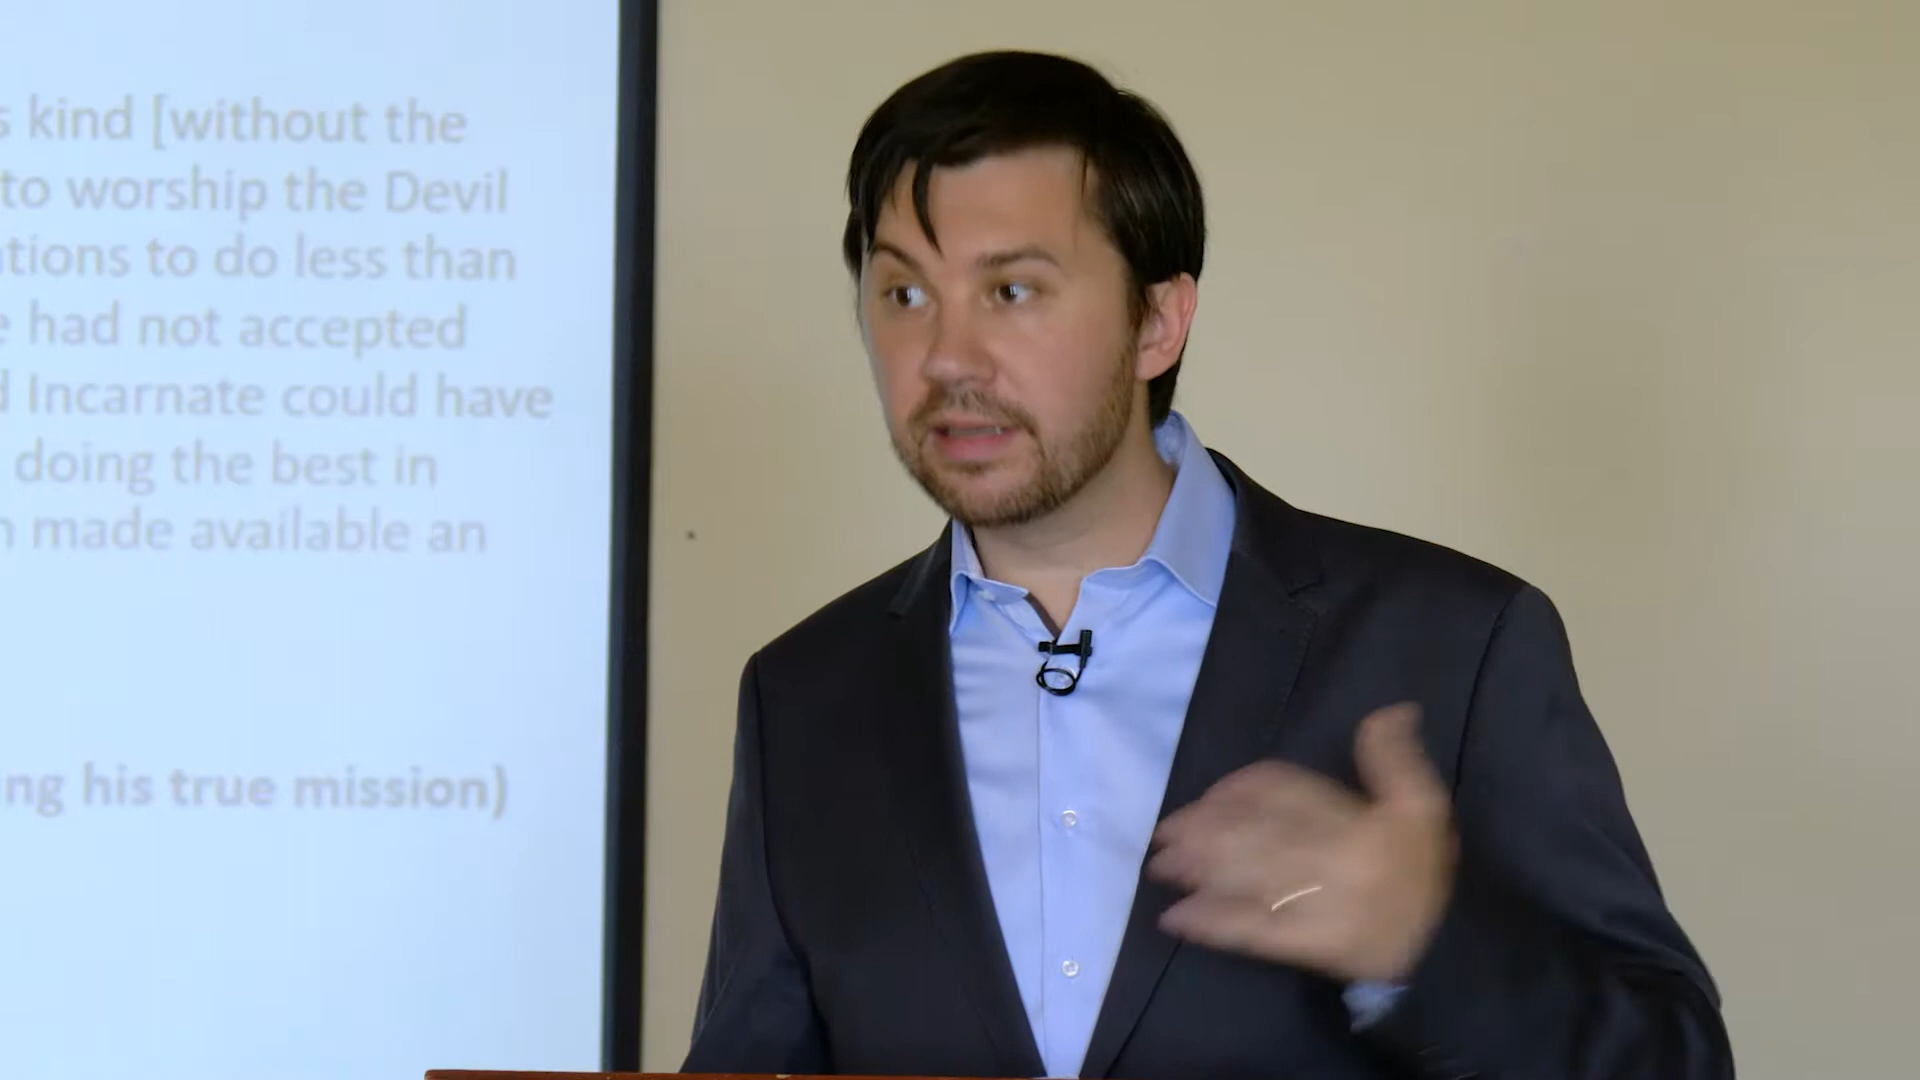 kind [without the
to worship the Devil
to do less than
had not accepted
Incarnate could have
doing the best in
made available an
his true mission)